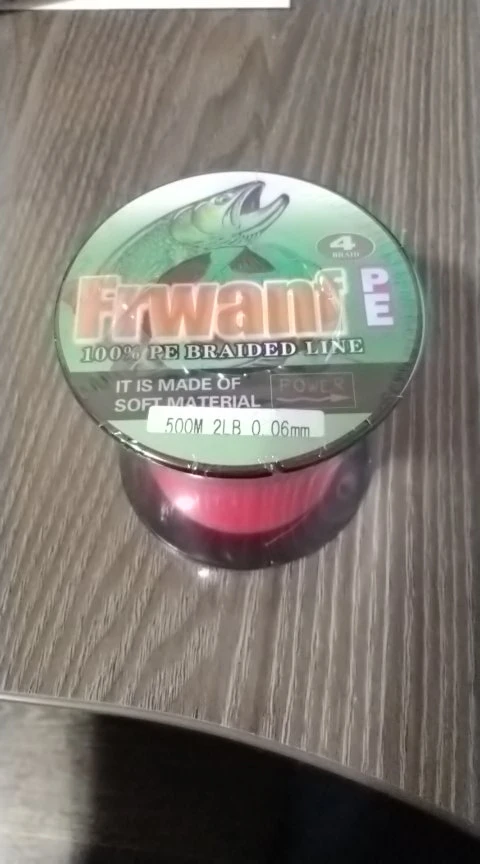 4
BRAID
Frwanf
PE
100% PE BRAIDED LINE
IT IS MADE OF
SOFT MATERIAL
POWER
500M 2LB 0.06mm